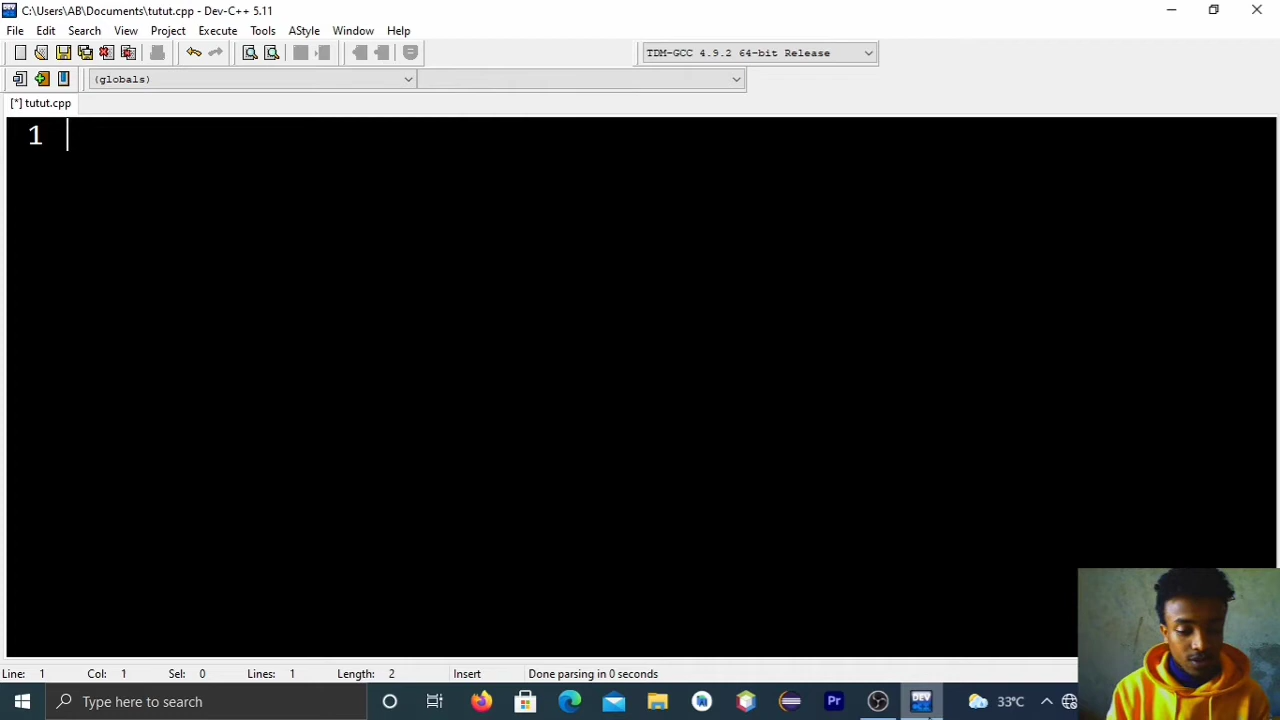 C:\Users\AB\Documents\tutut.cpp - Dev-C++ 5.11
File Edit Search View Project Execute Tools AStyle Window Help
TDM-GCC 4.9.2 64-bit Release
(globals)
[*] tutut.cpp
1
Line: 1 Col: 1 Sel: 0 Lines: 1 Length: 2 Insert Done parsing in 0 seconds
Type here to search
Pr
DEV
33°C